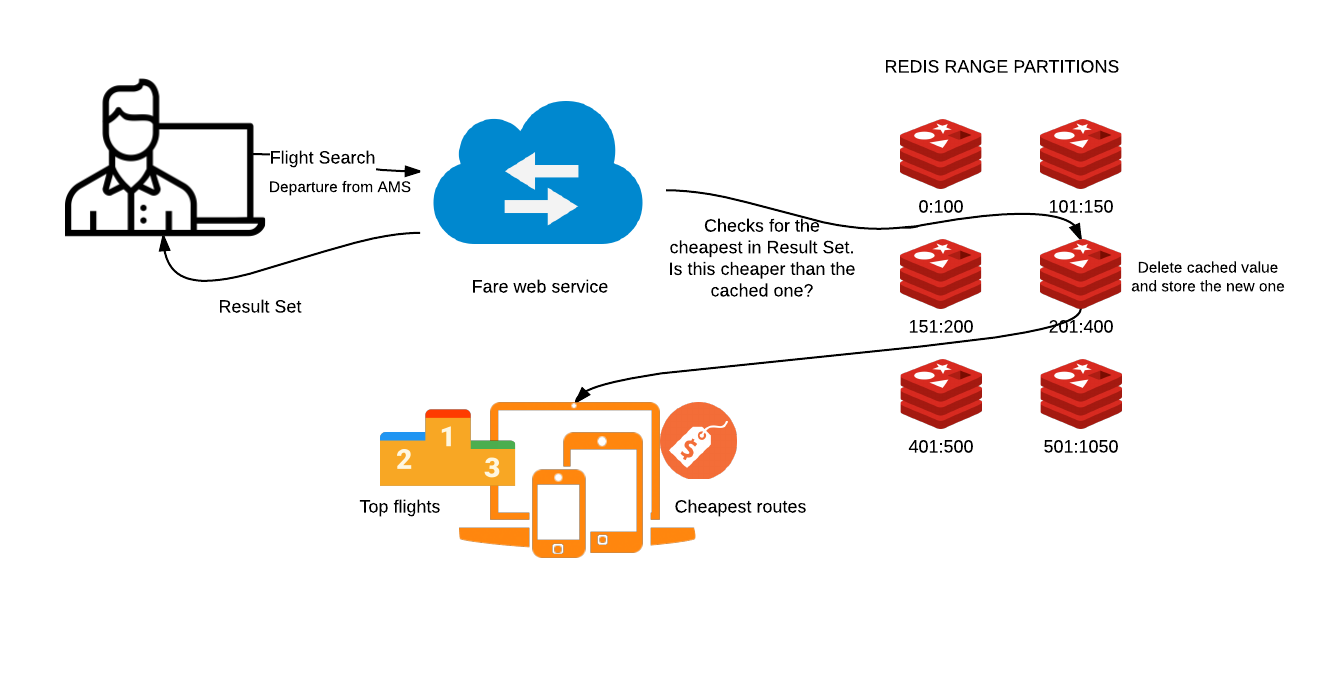 REDIS RANGE PARTITIONS
Flight Search
Departure from AMS
0:100
101:150
Checks for the
cheapest in Result Set.
Is this cheaper than the
cached one?
Fare web service
Result Set
Delete cached value
and store the new one
151:200
201:400
401:500
501:1050
1
2
3
$
Top flights
Cheapest routes